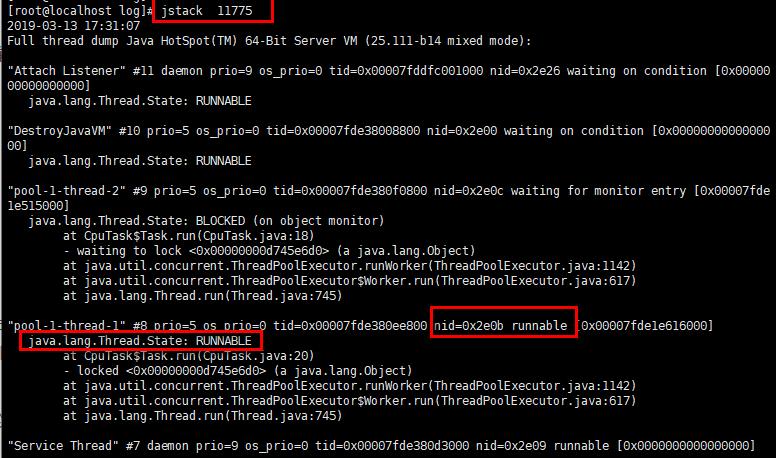 [root@localhost log]# jstack  11775
2019-03-13 17:31:07
Full thread dump Java HotSpot(TM) 64-Bit Server VM (25.111-b14 mixed mode):
"Attach Listener" #11 daemon prio=9 os_prio=0 tid=0x00007fddfc001000 nid=0x2e26 waiting on condition [0x00000
00000000000]
   java.lang.Thread.State: RUNNABLE
"DestroyJavaVM" #10 prio=5 os_prio=0 tid=0x00007fde38008800 nid=0x2e00 waiting on condition [0x00000000000000
00]
   java.lang.Thread.State: RUNNABLE
"pool-1-thread-2" #9 prio=5 os_prio=0 tid=0x00007fde380f0800 nid=0x2e0c waiting for monitor entry [0x00007fde
1e515000]
   java.lang.Thread.State: BLOCKED (on object monitor)
        at CpuTask$Task.run(CpuTask.java:18)
        - waiting to lock <0x00000000d745e6d0> (a java.lang.Object)
        at java.util.concurrent.ThreadPoolExecutor.runWorker(ThreadPoolExecutor.java:1142)
        at java.util.concurrent.ThreadPoolExecutor$Worker.run(ThreadPoolExecutor.java:617)
        at java.lang.Thread.run(Thread.java:745)
"pool-1-thread-1" #8 prio=5 os_prio=0 tid=0x00007fde380ee800 nid=0x2e0b runnable [0x00007fde1e616000]
   java.lang.Thread.State: RUNNABLE
        at CpuTask$Task.run(CpuTask.java:20)
        - locked <0x00000000d745e6d0> (a java.lang.Object)
        at java.util.concurrent.ThreadPoolExecutor.runWorker(ThreadPoolExecutor.java:1142)
        at java.util.concurrent.ThreadPoolExecutor$Worker.run(ThreadPoolExecutor.java:617)
        at java.lang.Thread.run(Thread.java:745)
"Service Thread" #7 daemon prio=9 os_prio=0 tid=0x00007fde380d3000 nid=0x2e09 runnable [0x0000000000000000]